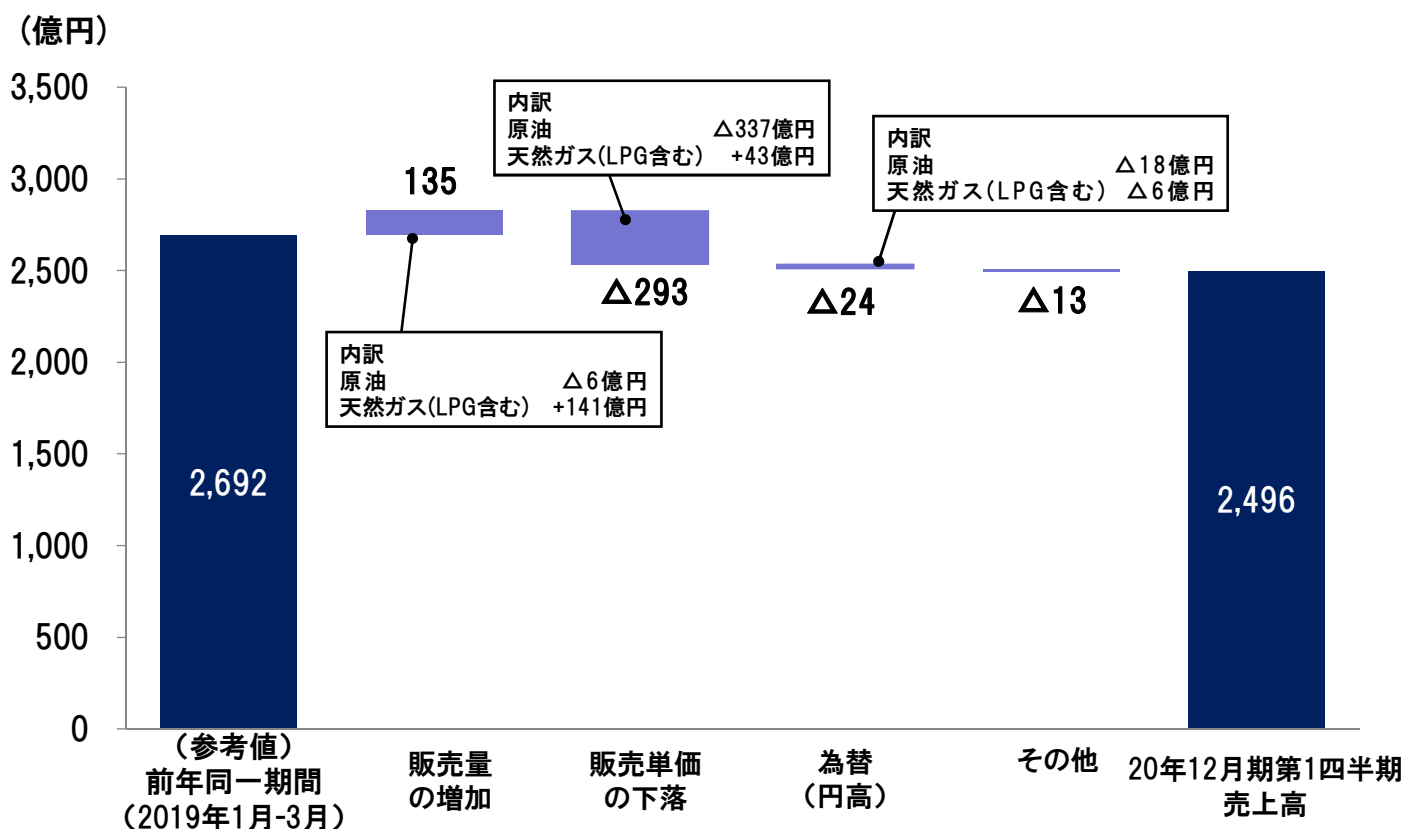 (億円)
3,500
3,000
2,500
2,000
1,500
1,000
500
0
2,692
135
内訳
原油 △6億円
天然ガス(LPG含む) +141億円
内訳
原油 △337億円
天然ガス(LPG含む) +43億円
△293
内訳
原油 △18億円
天然ガス(LPG含む) △6億円
△24
△13
2,496
(参考値)
前年同一期間
(2019年1月-3月)
販売量
の増加
販売単価
の下落
為替
(円高)
その他
20年12月期第1四半期
売上高